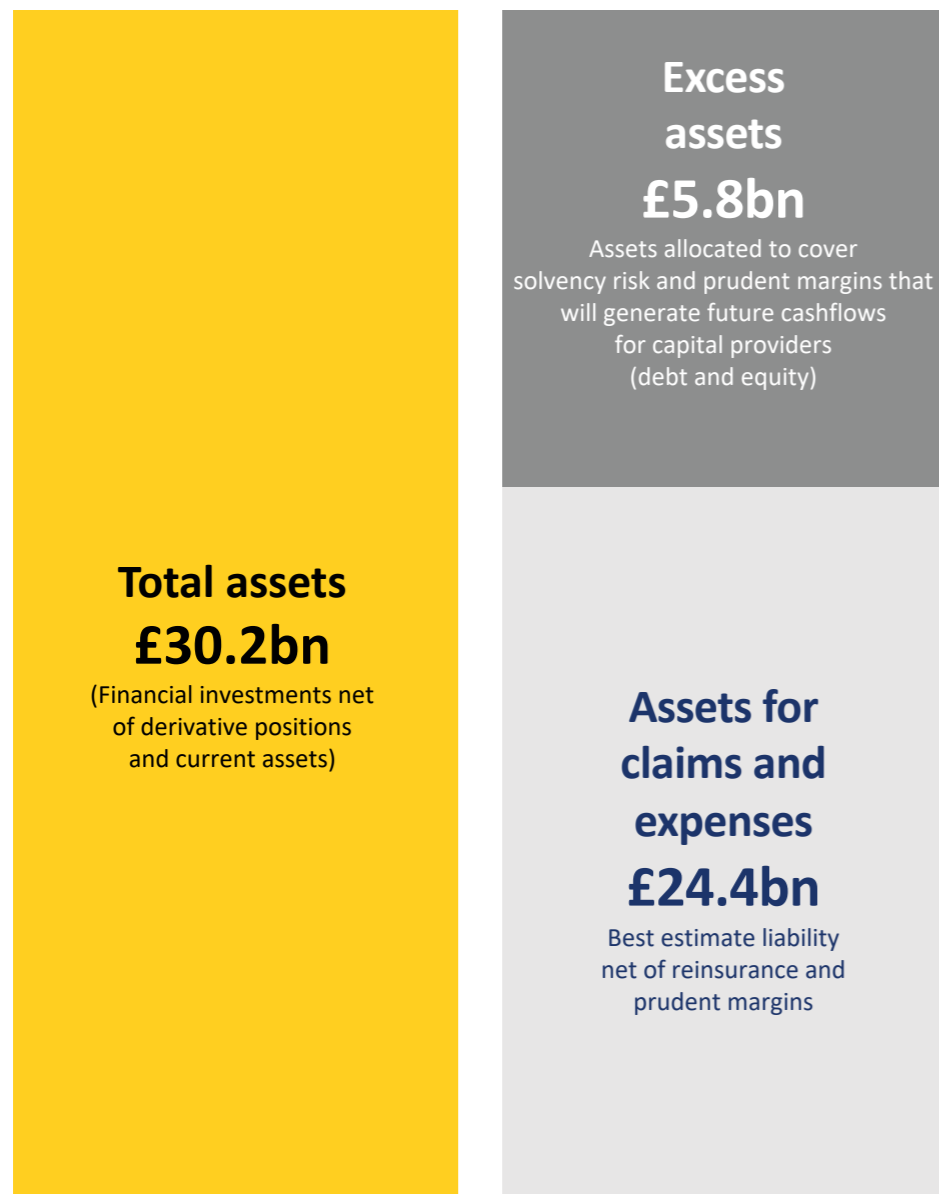 Total assets
£30.2bn
(Financial investments net
of derivative positions
and current assets)
Excess
assets
£5.8bn
Assets allocated to cover
solvency risk and prudent margins that
will generate future cashflows
for capital providers
(debt and equity)
Assets for
claims and
expenses
£24.4bn
Best estimate liability
net of reinsurance and
prudent margins